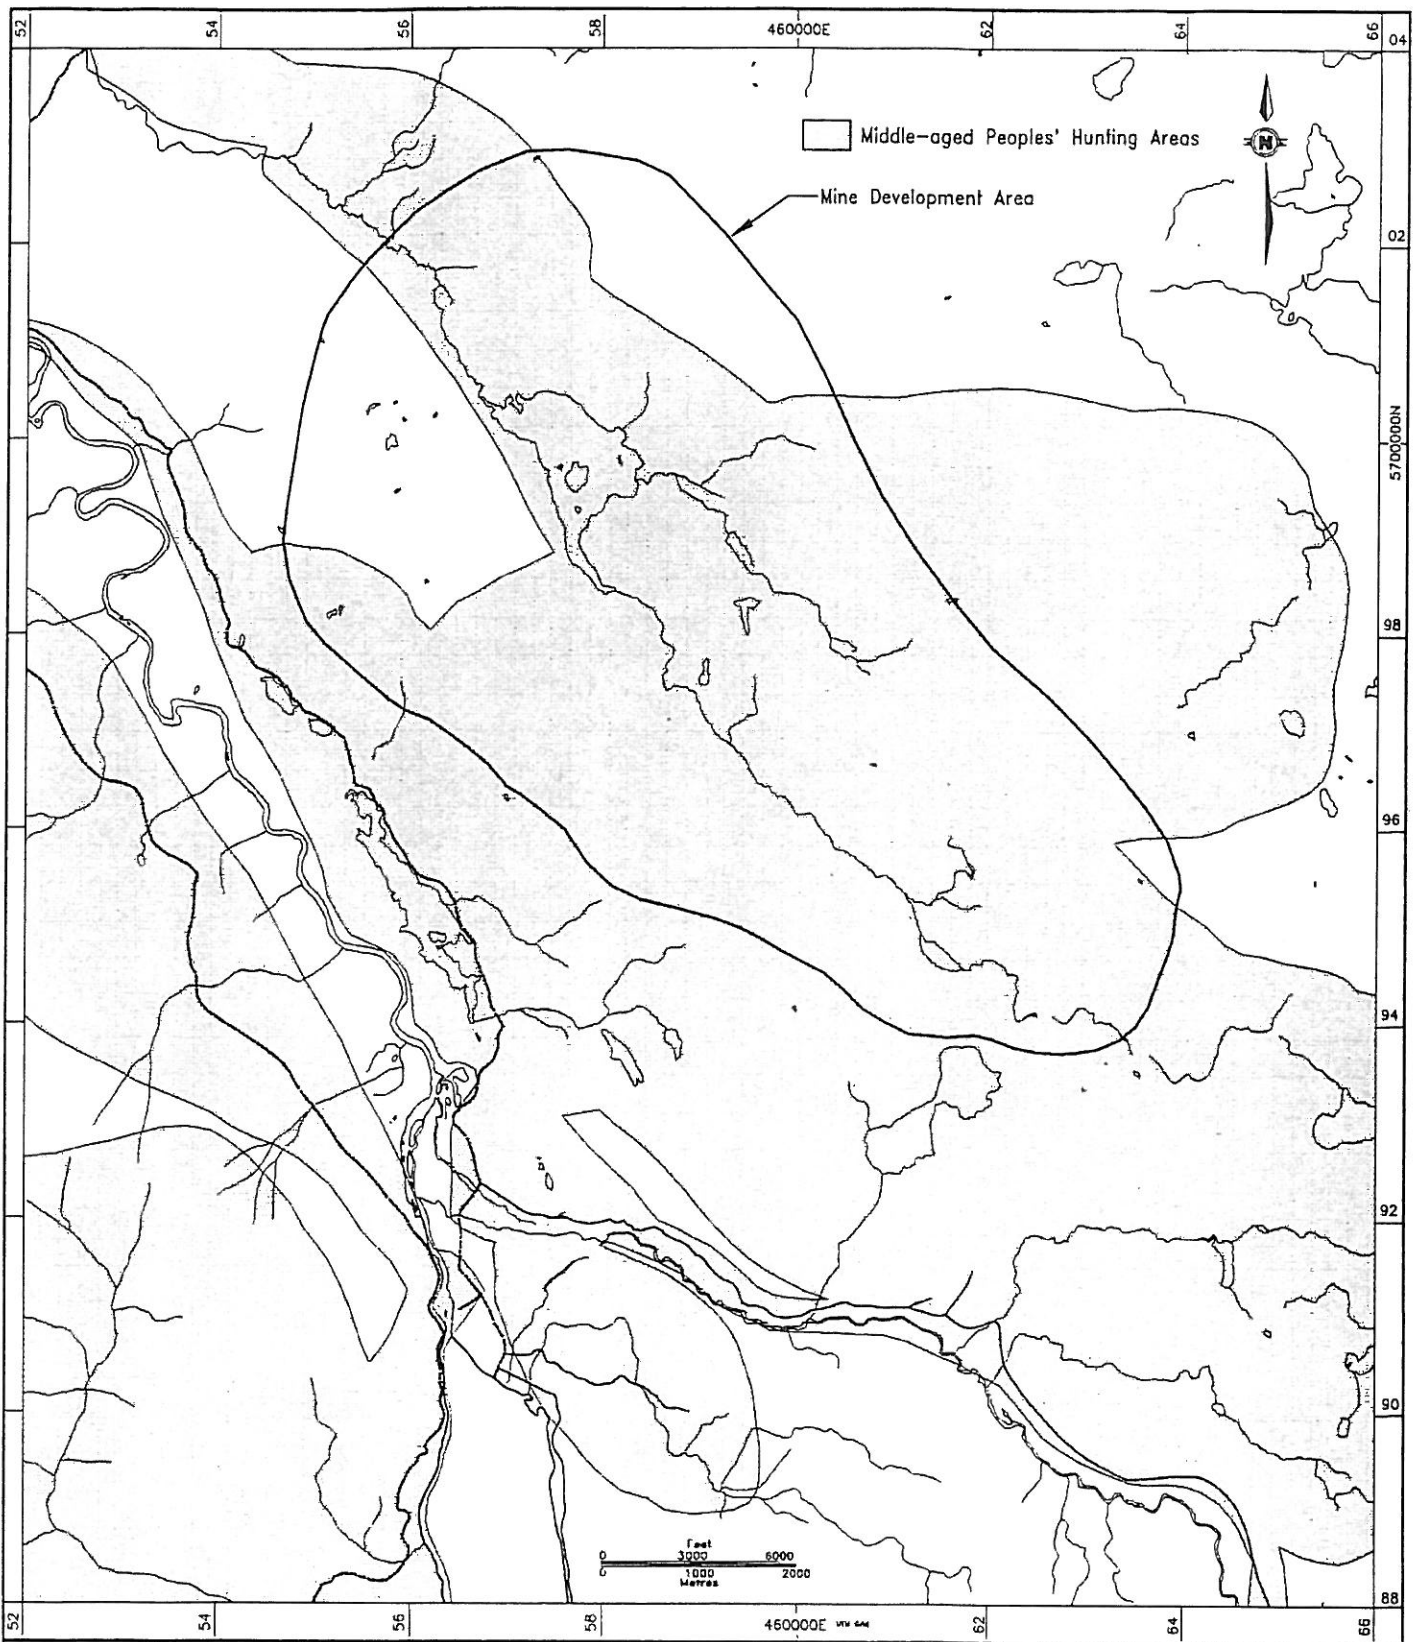 52 54 56 58 460000E 62 64 66
04
Middle-aged Peoples' Hunting Areas
N
Mine Development Area
02
5700000N
98
96
94
92
90
Feet
0 3000 6000
0 1000 2000
Metres
88
52 54 56 58 460000E 62 64 66